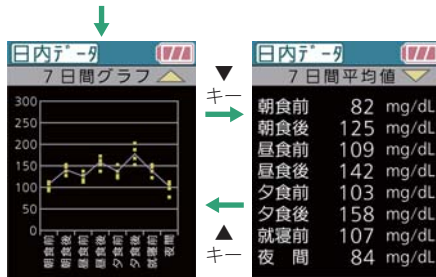 日内ﾃﾞｰﾀ
7日間グラフ
300
250
200
150
100
50
0
朝食前
朝食後
昼食前
昼食後
夕食前
夕食後
就寝前
夜間
▼
キー
▲
キー
日内ﾃﾞｰﾀ
7日間平均値
朝食前 82 mg/dL
朝食後 125 mg/dL
昼食前 109 mg/dL
昼食後 142 mg/dL
夕食前 103 mg/dL
夕食後 158 mg/dL
就寝前 107 mg/dL
夜 間 84 mg/dL